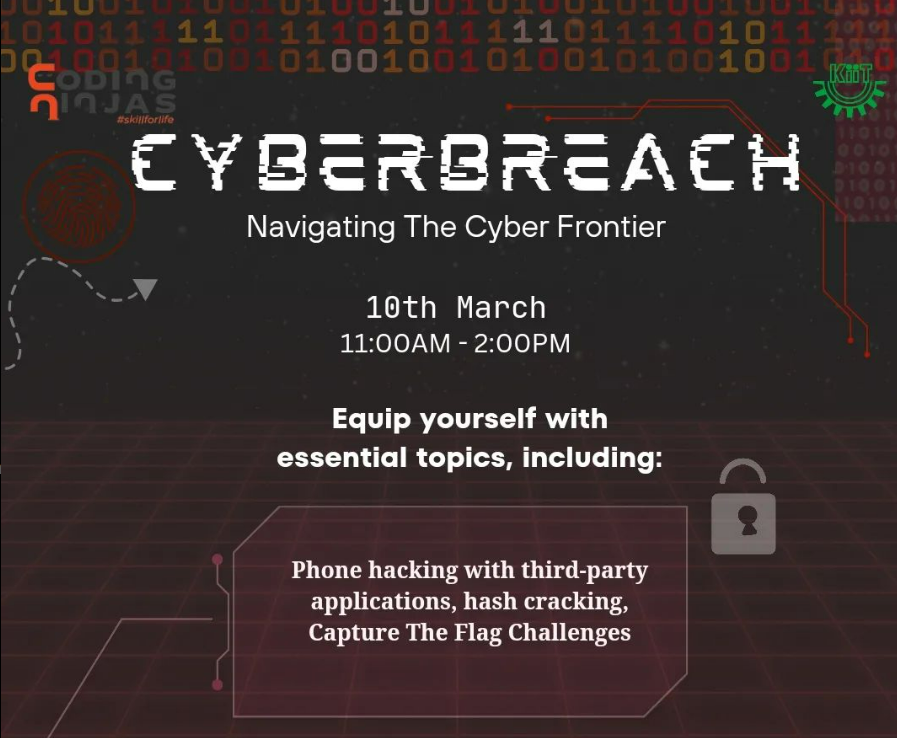 CODING
NINJAS
#skillforlife
KiiT
CYBERBREACH
Navigating The Cyber Frontier
10th March
11:00AM - 2:00PM
Equip yourself with
essential topics, including:
Phone hacking with third-party
applications, hash cracking,
Capture The Flag Challenges